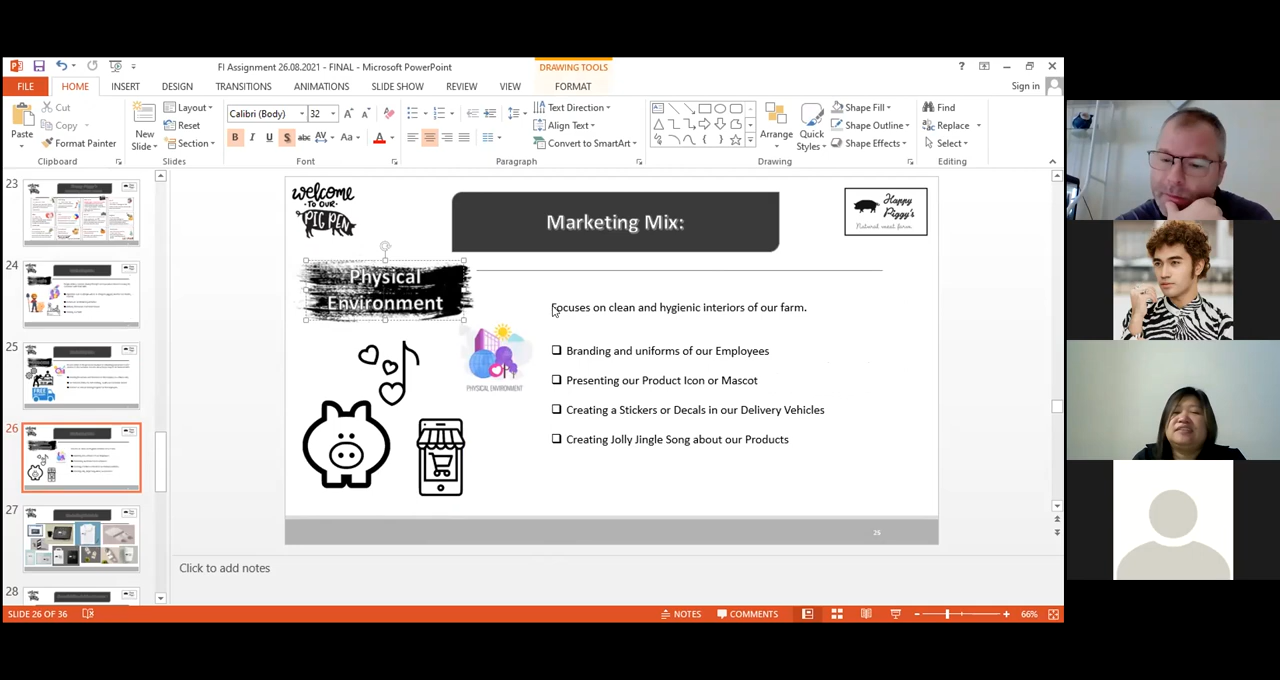 FI Assignment 26.08.2021 - FINAL - Microsoft PowerPoint
DRAWING TOOLS
FILE HOME INSERT DESIGN TRANSITIONS ANIMATIONS SLIDE SHOW REVIEW VIEW FORMAT Sign in
Paste
Cut
Copy
Format Painter
Clipboard
New Slide
Layout
Reset
Section
Slides
Calibri (Body) 32
Font
Paragraph
Text Direction
Align Text
Convert to SmartArt
Arrange
Quick Styles
Shape Fill
Shape Outline
Shape Effects
Drawing
Find
Replace
Select
Editing
23
24
25
26
27
28
FREE
welcome
TO OUR
PIG PEN
Marketing Mix:
Happy
Piggy's
Natural meat farm
Physical
Environment
PHYSICAL ENVIRONMENT
Focuses on clean and hygienic interiors of our farm.
Branding and uniforms of our Employees
Presenting our Product Icon or Mascot
Creating a Stickers or Decals in our Delivery Vehicles
Creating Jolly Jingle Song about our Products
Click to add notes
SLIDE 26 OF 36
NOTES
COMMENTS
66%